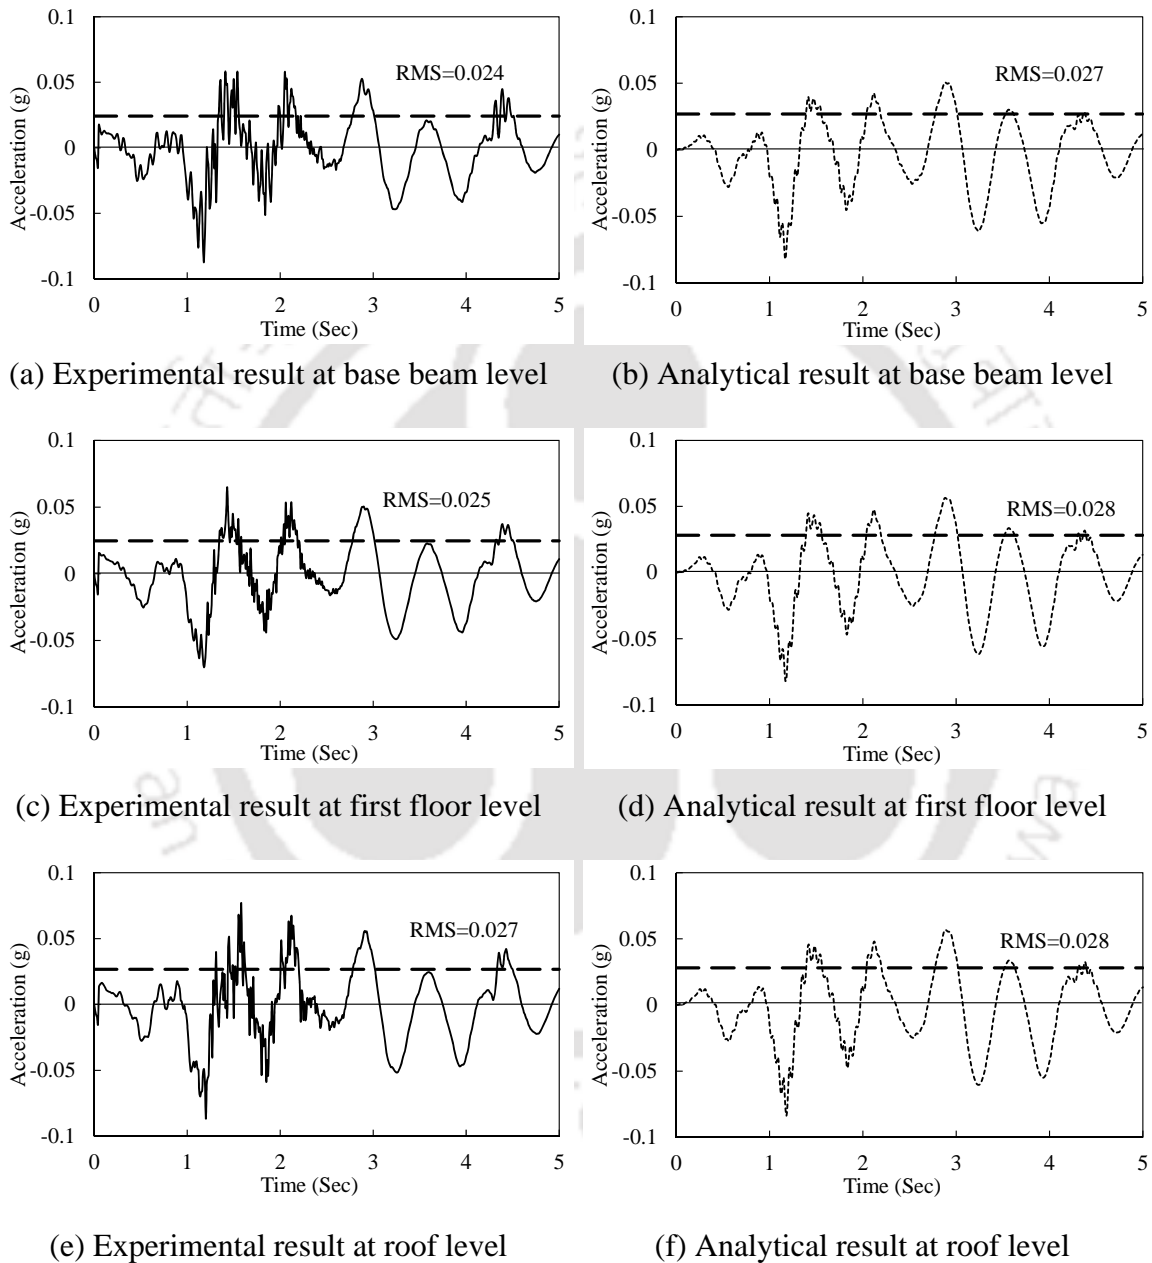 0.1
0.05
0
-0.05
-0.1
Acceleration (g)
RMS=0.024
0 1 2 3 4 5
Time (Sec)
0.1
0.05
0
-0.05
-0.1
Acceleration (g)
RMS=0.027
0 1 2 3 4 5
Time (Sec)
(a) Experimental result at base beam level
(b) Analytical result at base beam level
0.1
0.05
0
-0.05
-0.1
Acceleration (g)
RMS=0.025
0 1 2 3 4 5
Time (Sec)
0.1
0.05
0
-0.05
-0.1
Acceleration (g)
RMS=0.028
0 1 2 3 4 5
Time (Sec)
(c) Experimental result at first floor level
(d) Analytical result at first floor level
0.1
0.05
0
-0.05
-0.1
Acceleration (g)
RMS=0.027
0 1 2 3 4 5
Time (Sec)
0.1
0.05
0
-0.05
-0.1
Acceleration (g)
RMS=0.028
0 1 2 3 4 5
Time (Sec)
(e) Experimental result at roof level
(f) Analytical result at roof level